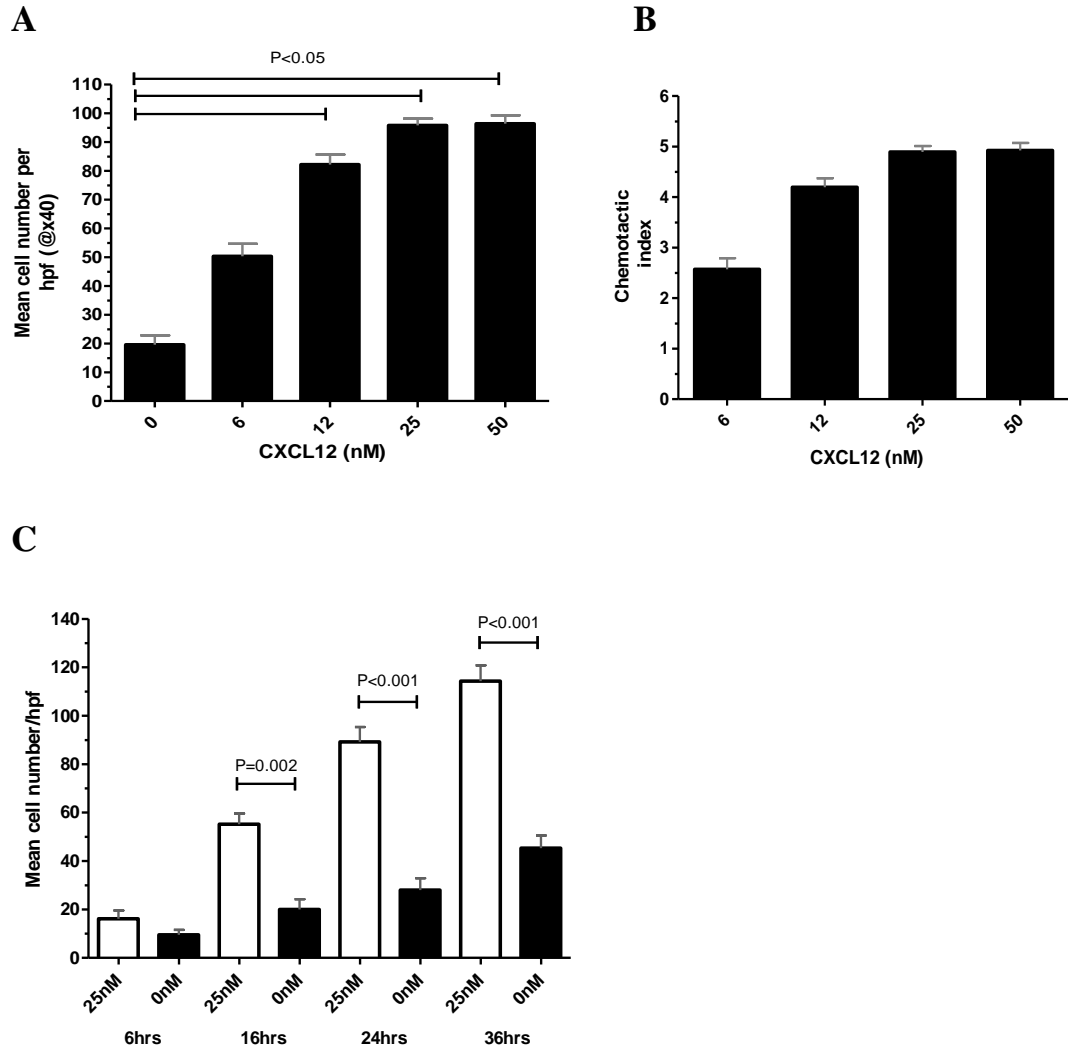 A
P<0.05
Mean cell number per
hpf (@x40)
110
100
90
80
70
60
50
40
30
20
10
0
0
6
12
25
50
CXCL12 (nM)
B
Chemotactic
index
6
5
4
3
2
1
0
6
12
25
50
CXCL12 (nM)
C
Mean cell number/hpf
140
120
100
80
60
40
20
0
P=0.002
P<0.001
P<0.001
25nM
0nM
25nM
0nM
25nM
0nM
25nM
0nM
6hrs
16hrs
24hrs
36hrs